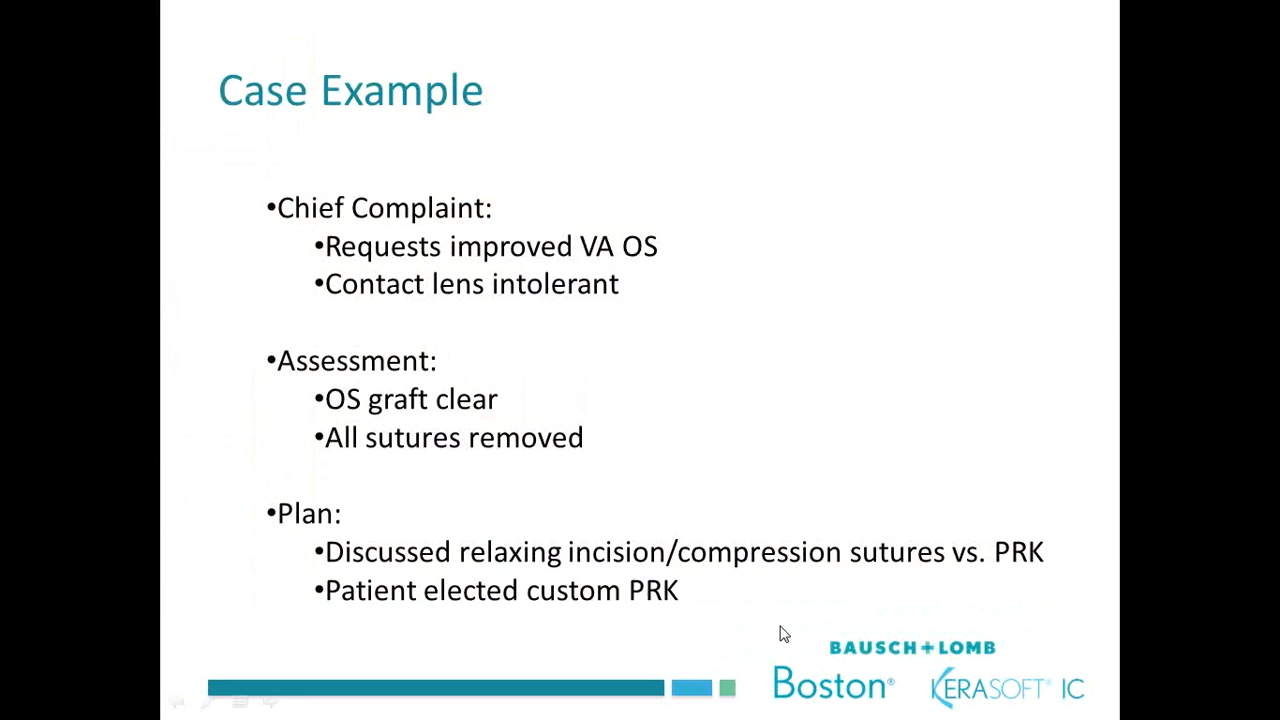 Case Example
•Chief Complaint:
•Requests improved VA OS
•Contact lens intolerant
•Assessment:
•OS graft clear
•All sutures removed
•Plan:
•Discussed relaxing incision/compression sutures vs. PRK
•Patient elected custom PRK
BAUSCH+LOMB
Boston® KERASOFT® IC